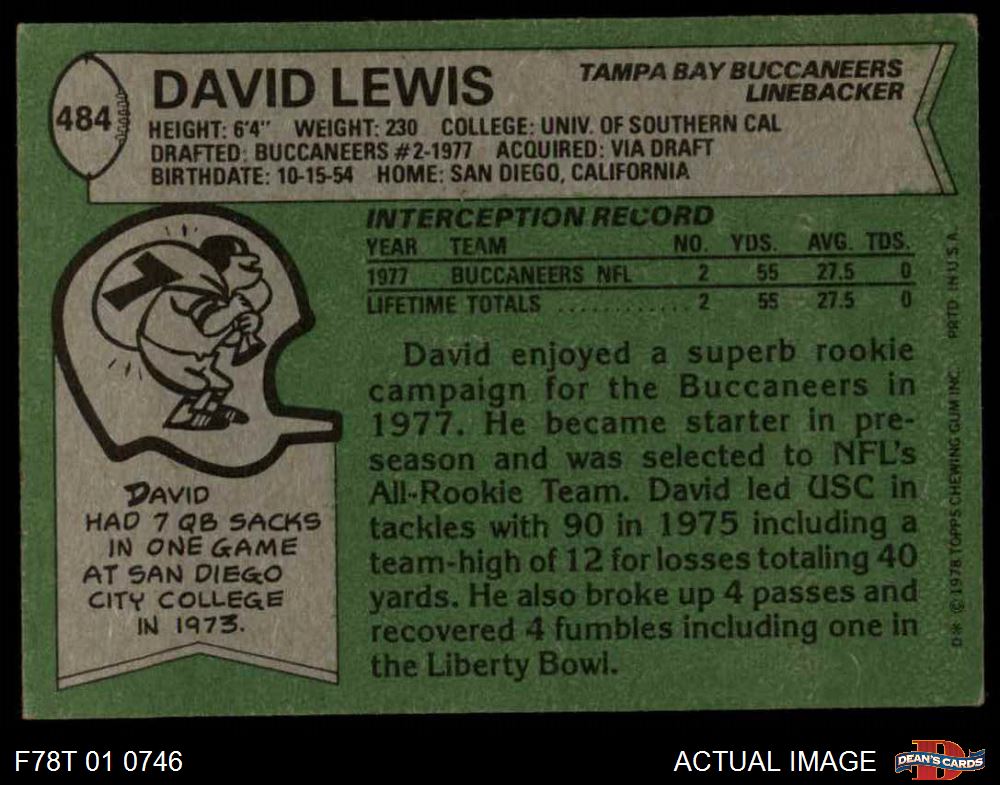 484
DAVID LEWIS
TAMPA BAY BUCCANEERS
LINEBACKER
HEIGHT: 6'4" WEIGHT: 230 COLLEGE: UNIV. OF SOUTHERN CAL
DRAFTED: BUCCANEERS #2-1977 ACQUIRED: VIA DRAFT
BIRTHDATE: 10-15-54 HOME: SAN DIEGO, CALIFORNIA
INTERCEPTION RECORD
YEAR TEAM NO. YDS. AVG. TDS.
1977 BUCCANEERS NFL 2 55 27.5 0
LIFETIME TOTALS ............ 2 55 27.5 0
7
DAVID
HAD 7 QB SACKS
IN ONE GAME
AT SAN DIEGO
CITY COLLEGE
IN 1973.
David enjoyed a superb rookie
campaign for the Buccaneers in
1977. He became starter in pre-
season and was selected to NFL's
All-Rookie Team. David led USC in
tackles with 90 in 1975 including a
team-high of 12 for losses totaling 40
yards. He also broke up 4 passes and
recovered 4 fumbles including one in
the Liberty Bowl.
D* © 1978 TOPPS CHEWING GUM INC. PRTD. IN U.S.A.
F78T 01 0746
ACTUAL IMAGE
D
DEAN'S CARDS